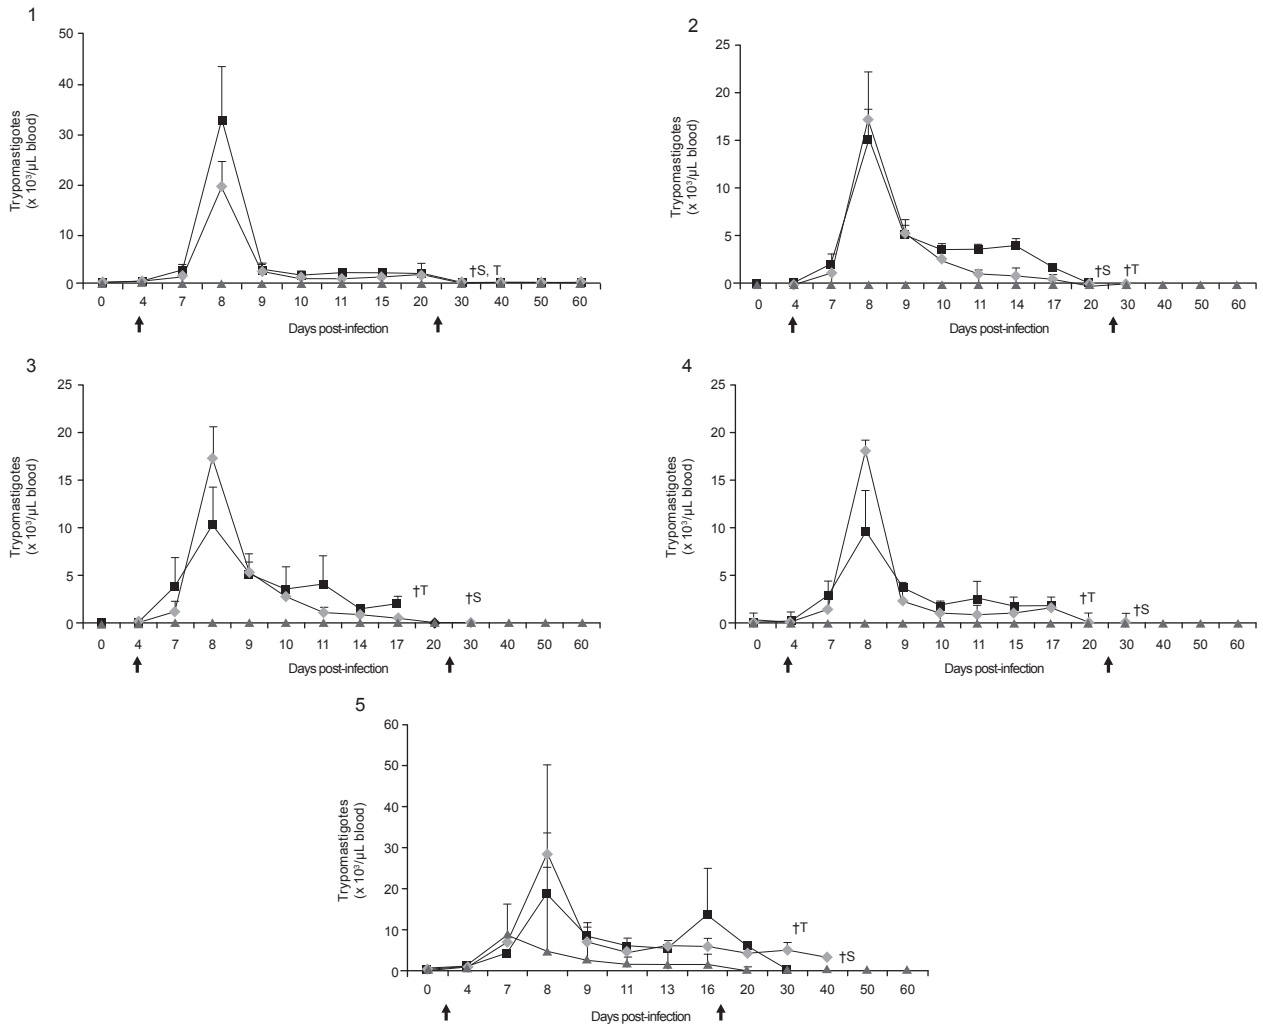 1
50
40
30
20
10
0
Trypomastigotes
(x 10³/µL blood)
†S, T
0 4 7 8 9 10 11 15 20 30 40 50 60
Days post-infection
2
25
20
15
10
5
0
Trypomastigotes
(x 10³/µL blood)
†S †T
0 4 7 8 9 10 11 14 17 20 30 40 60
Days post-infection
3
25
20
15
10
5
0
Trypomastigotes
(x 10³/µL blood)
†T
†S
0 4 7 8 9 10 11 14 17 20 30 40 50 60
Days post-infection
4
25
20
15
10
5
0
Trypomastigotes
(x 10³/µL blood)
†T
†S
0 4 7 8 9 10 11 15 17 20 30 40 50 60
Days post-infection
5
60
50
40
30
20
10
0
Trypomastigotes
(x 10³/µL blood)
†T
†S
0 4 7 8 9 11 13 16 20 30 40 50 60
Days post-infection